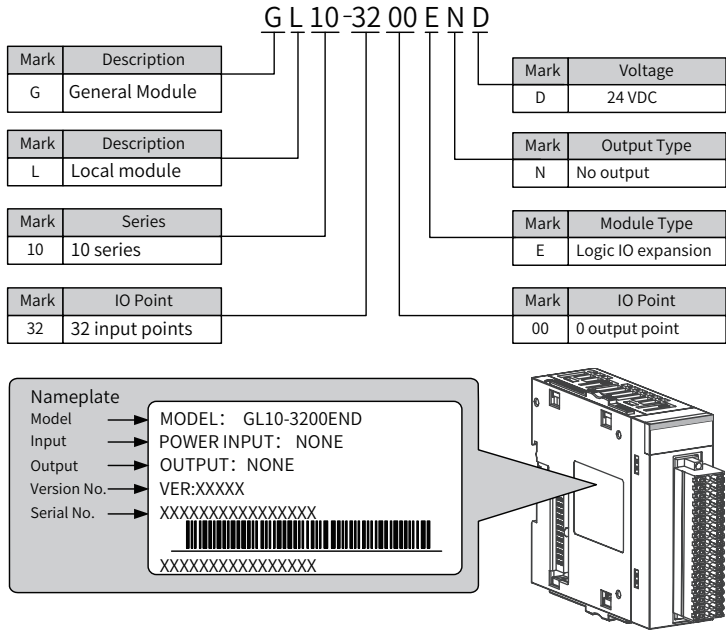 GL10-3200END
Mark Description
G General Module
Mark Description
L Local module
Mark Series
10 10 series
Mark IO Point
32 32 input points
Mark Voltage
D 24 VDC
Mark Output Type
N No output
Mark Module Type
E Logic IO expansion
Mark IO Point
00 0 output point
Nameplate
Model MODEL: GL10-3200END
Input POWER INPUT: NONE
Output OUTPUT: NONE
Version No. VER:XXXXX
Serial No. XXXXXXXXXXXXXXXX
XXXXXXXXXXXXXXXX